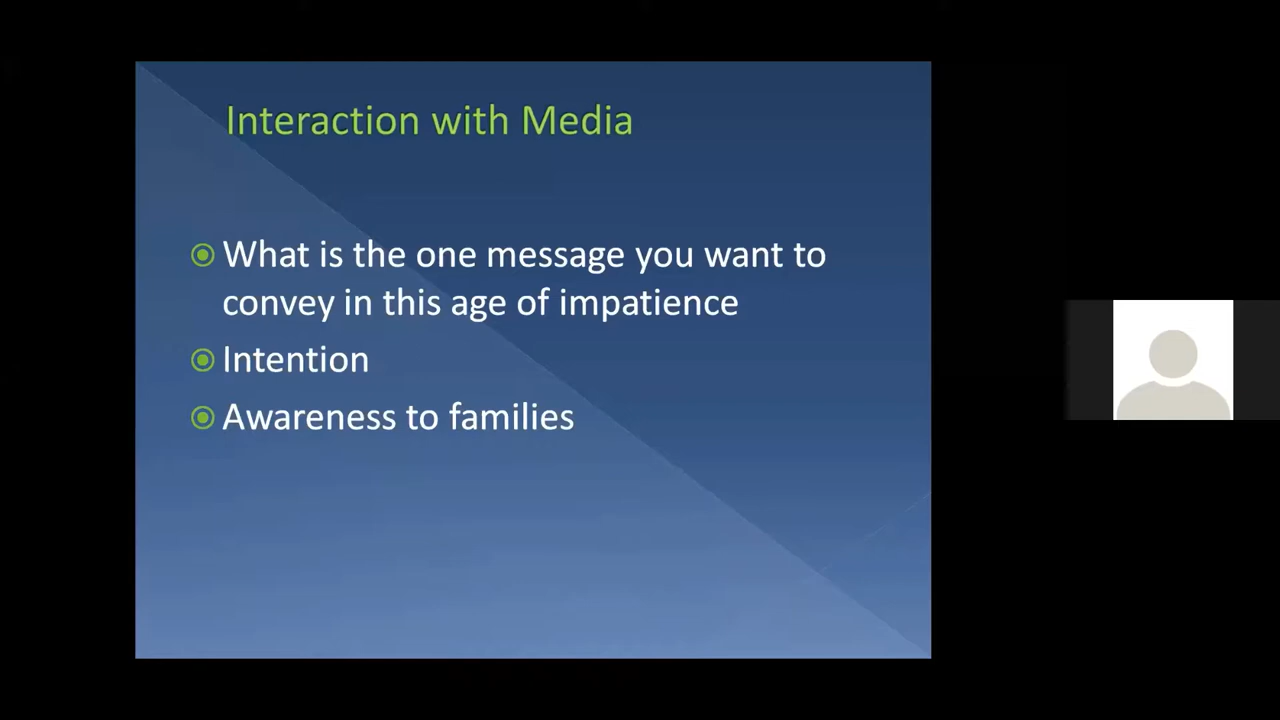 Interaction with Media
What is the one message you want to
convey in this age of impatience
Intention
Awareness to families